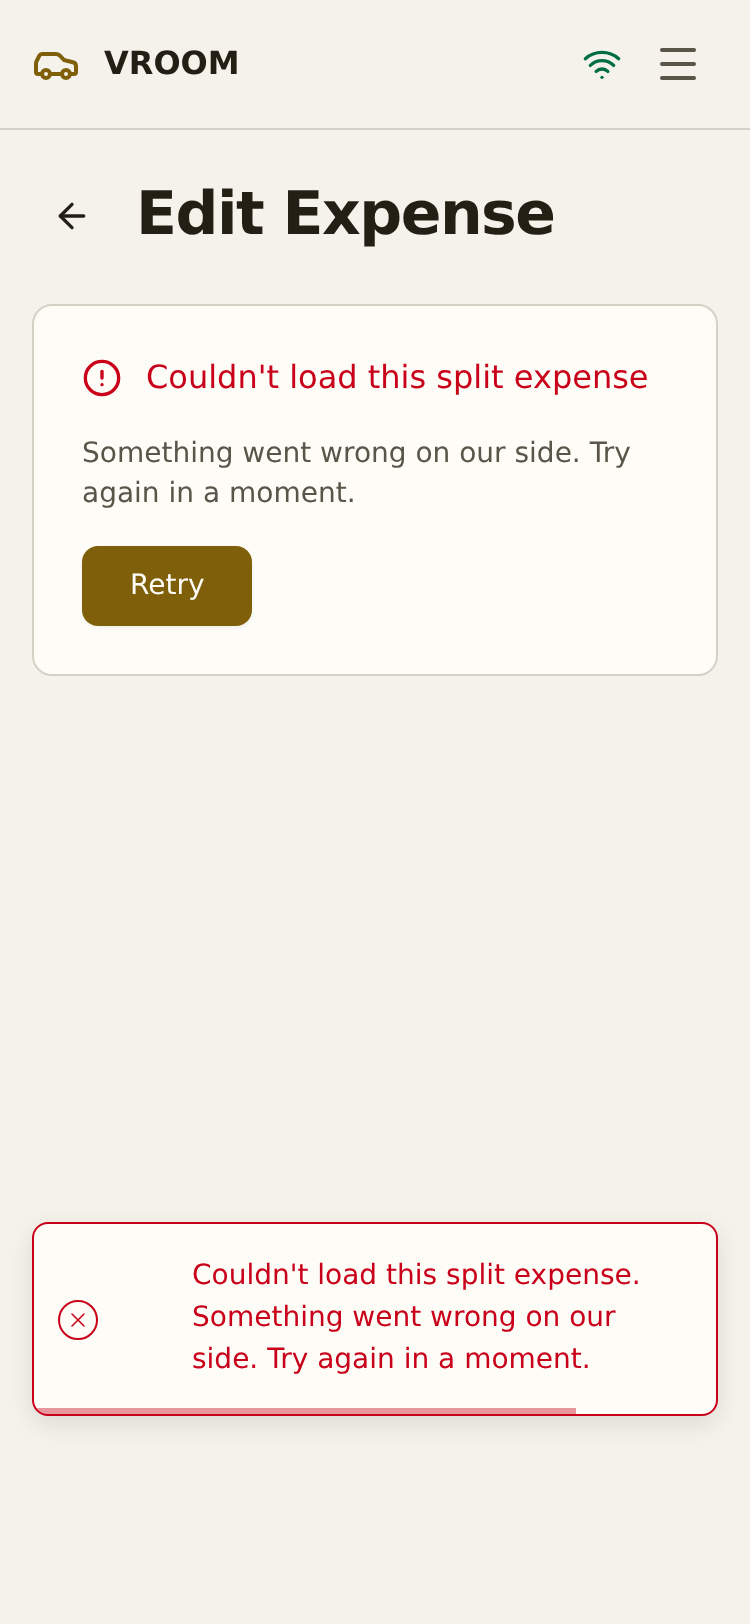 VROOM
Edit Expense
Couldn't load this split expense
Something went wrong on our side. Try
again in a moment.
Retry
Couldn't load this split expense.
Something went wrong on our
side. Try again in a moment.